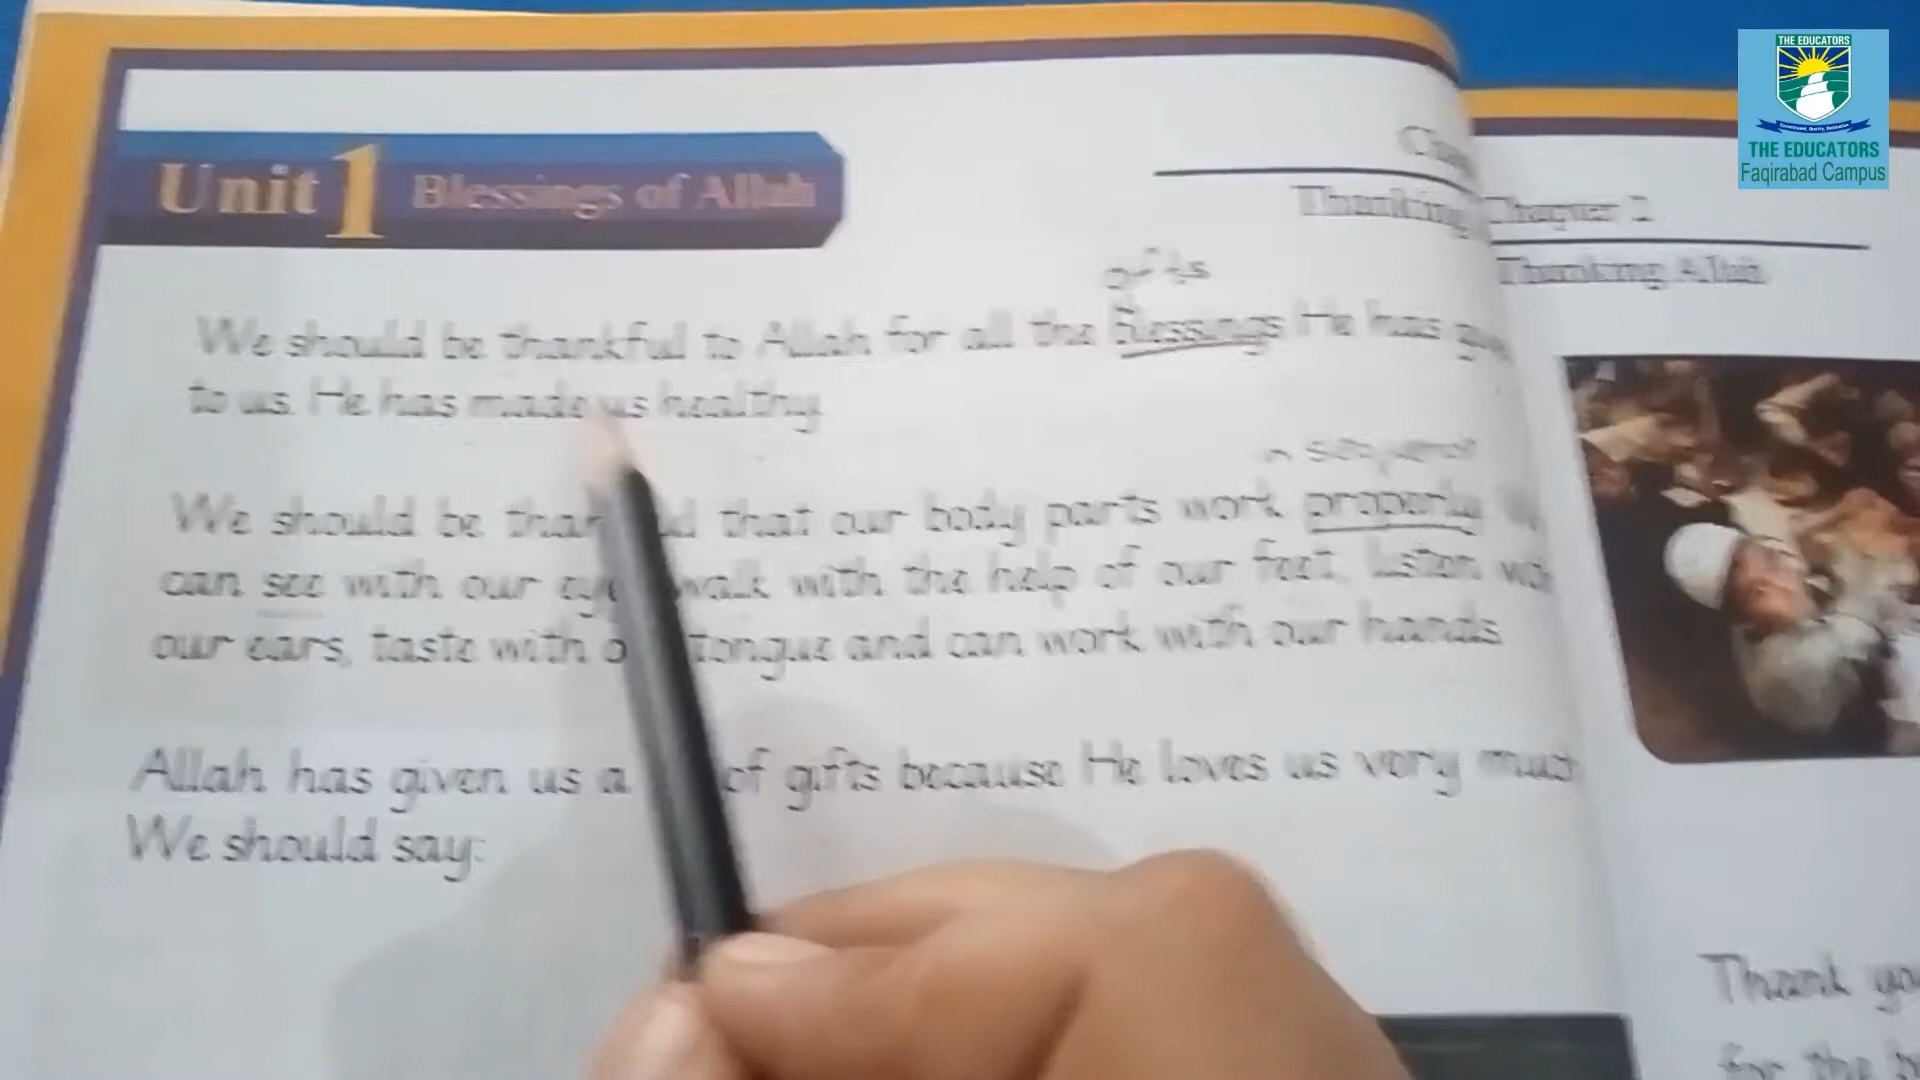 THE EDUCATORS
THE EDUCATORS
Faqirabad Campus
Unit 1 Blessings of Allah
Thanking
gifts
We should be thankful to Allah for all the Blessings He has
to us. He has made us healthy.
We should be that our body parts work properly
can see with our walk with the help of our feet, listen with
our ears, taste with tongue and can work with our hands.
Allah has given us a of gifts because He loves us very much
We should say:
Thanking Allah
Thank
for the